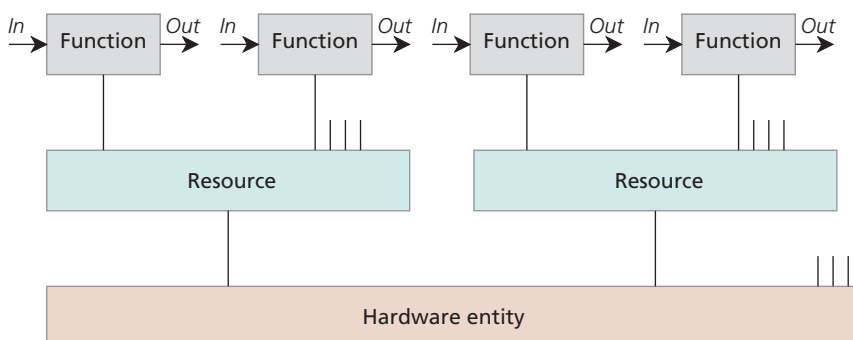 In Function Out In Function Out In Function Out In Function Out
Resource Resource
Hardware entity